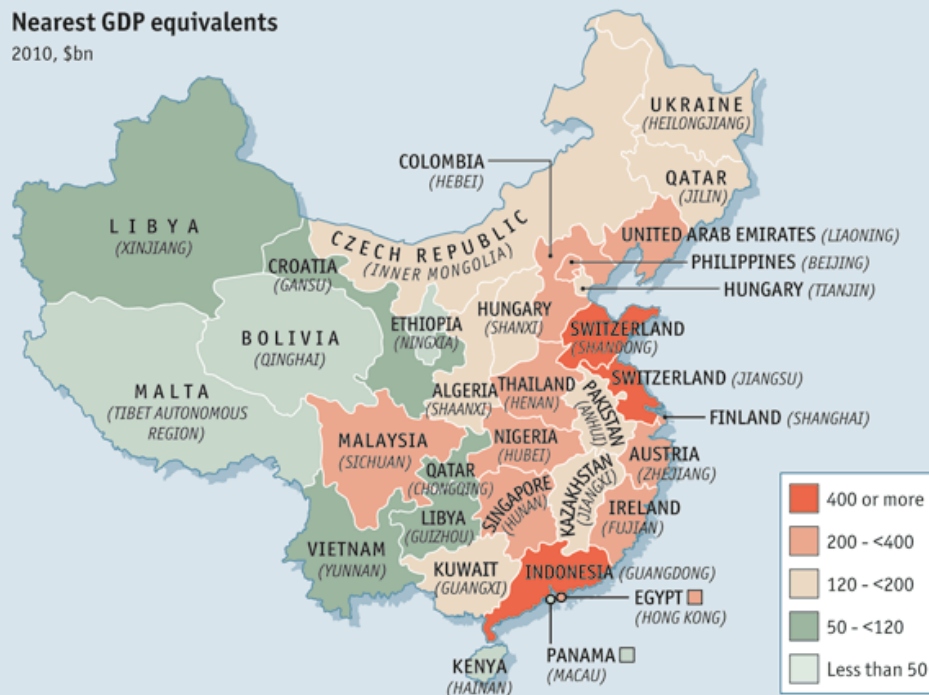 Nearest GDP equivalents
2010, $bn
UKRAINE
(HEILONGJIANG)
COLOMBIA
(HEBEI)
QATAR
(JILIN)
LIBYA
(XINJIANG)
CZECH REPUBLIC
(INNER MONGOLIA)
UNITED ARAB EMIRATES (LIAONING)
CROATIA
(GANSU)
PHILIPPINES (BEIJING)
HUNGARY (TIANJIN)
HUNGARY
(SHANXI)
ETHIOPIA
(NINGXIA)
BOLIVIA
(QINGHAI)
SWITZERLAND
(SHANDONG)
MALTA
(TIBET AUTONOMOUS
REGION)
ALGERIA
(SHAANXI)
THAILAND
(HENAN)
PAKISTAN
(ANHUI)
SWITZERLAND (JIANGSU)
FINLAND (SHANGHAI)
MALAYSIA
(SICHUAN)
NIGERIA
(HUBEI)
AUSTRIA
(ZHEJIANG)
QATAR
(CHONGQING)
SINGAPORE
(HUNAN)
KAZAKHSTAN
(JIANGXI)
IRELAND
(FUJIAN)
LIBYA
(GUIZHOU)
VIETNAM
(YUNNAN)
KUWAIT
(GUANGXI)
INDONESIA (GUANGDONG)
EGYPT
(HONG KONG)
PANAMA
(MACAU)
KENYA
(HAINAN)
400 or more
200 - <400
120 - <200
50 - <120
Less than 50